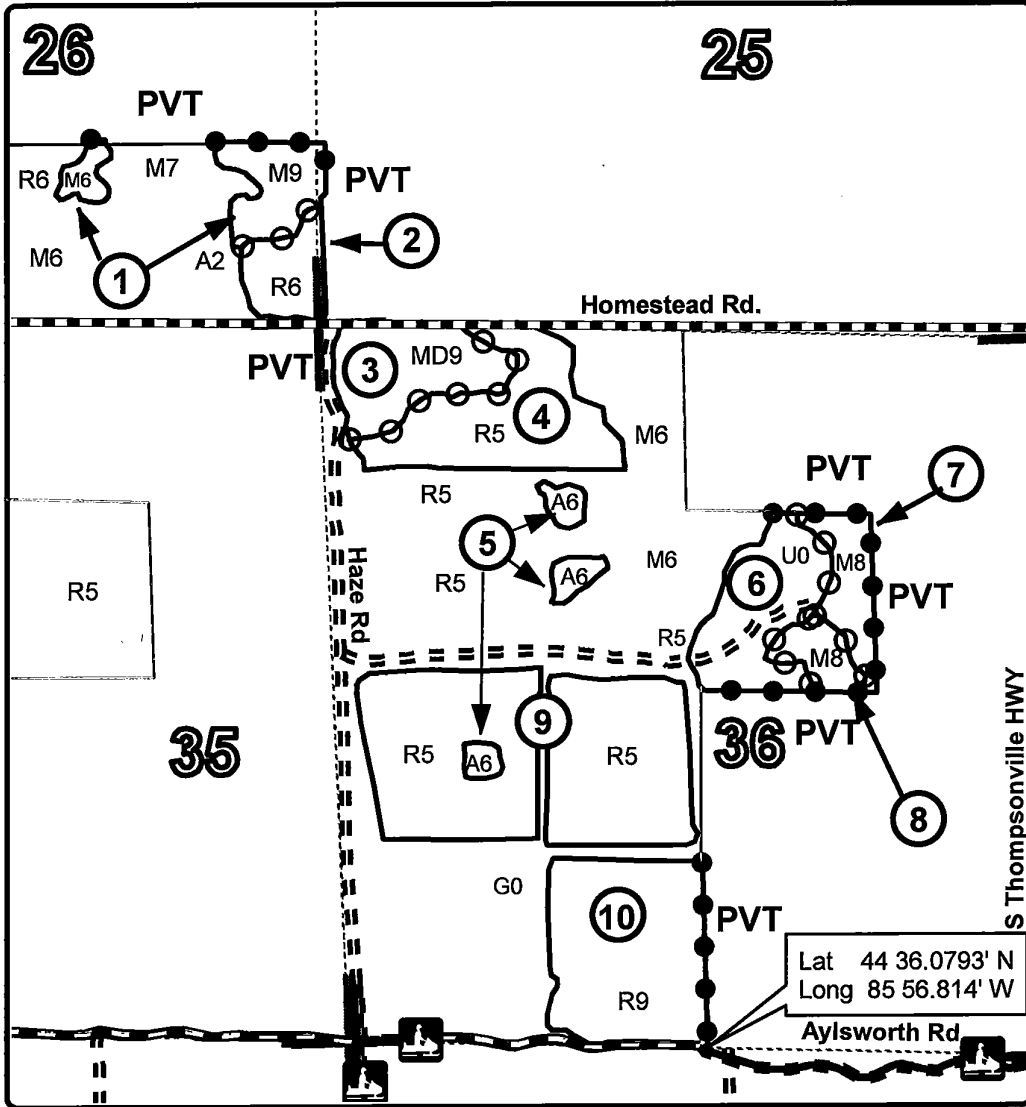 26
25
PVT
R6
M6
M7
M9
PVT
M6
1
A2
2
R6
Homestead Rd.
PVT
3
MD9
4
R5
M6
PVT
7
R5
A6
5
U0
M8
R5
Haze Rd
R5
A6
M6
6
PVT
R5
M8
S Thompsonville HWY
35
9
36
PVT
R5
A6
R5
8
G0
10
PVT
Lat 44 36.0793' N
Long 85 56.814' W
R9
Aylsworth Rd